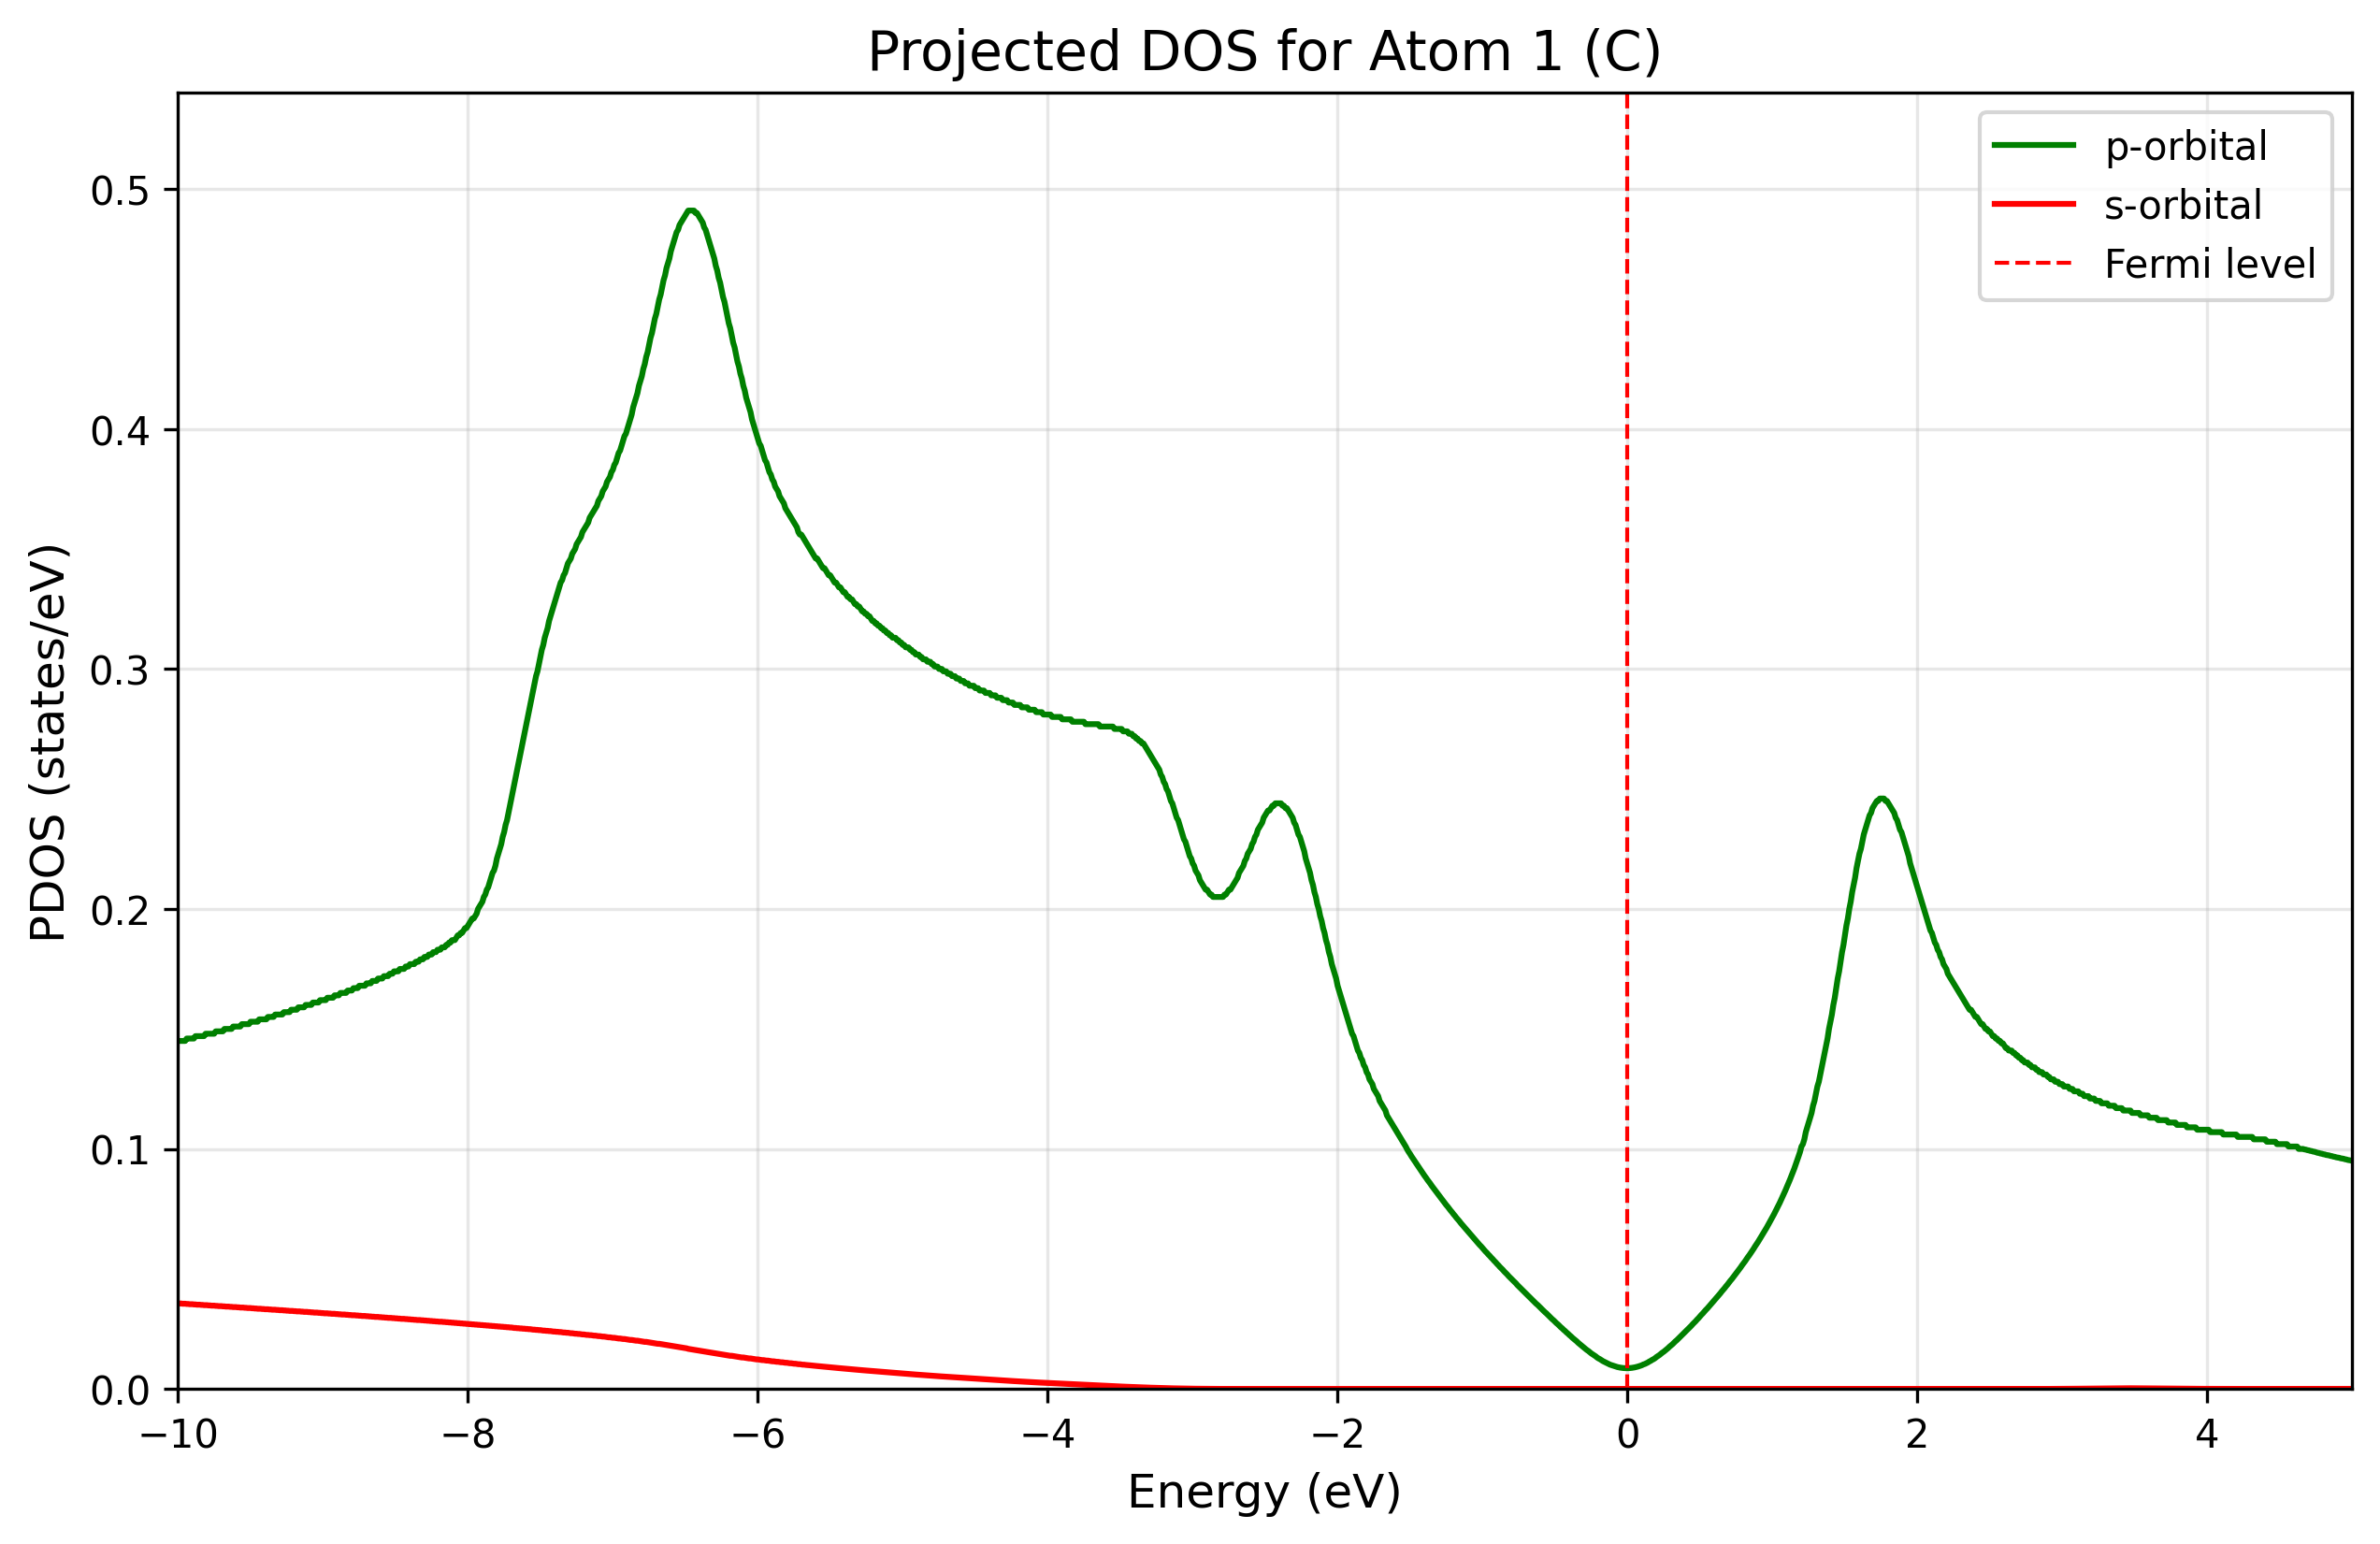 Projected DOS for Atom 1 (C)
p-orbital
s-orbital
Fermi level
PDOS (states/eV)
0.5
0.4
0.3
0.2
0.1
0.0
−10 −8 −6 −4 −2 0 2 4
Energy (eV)